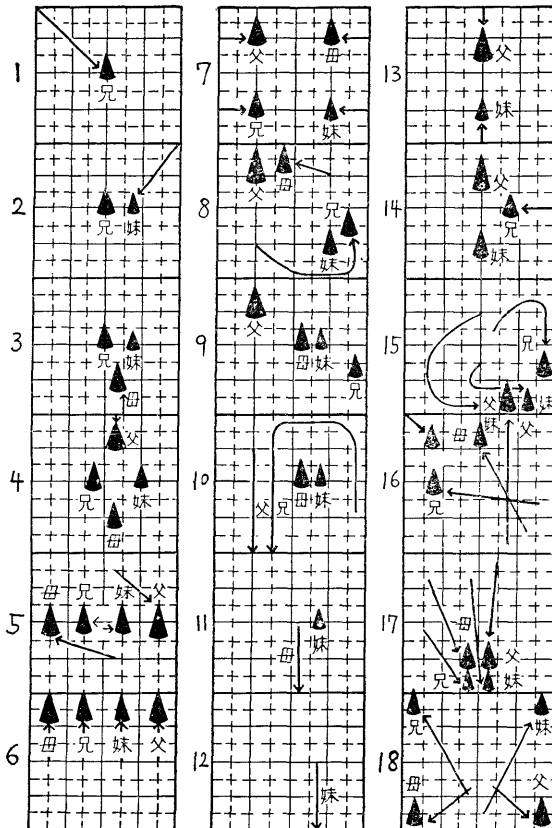 1
兄
2
兄 妹
3
兄 妹
母
4
父
兄 妹
母
5
母 兄 妹 父
6
母 兄 妹 父
7
父 母
兄 妹
8
父 母
兄
妹
9
父
母 妹
兄
10
父 兄 母 妹
11
妹
母
12
妹
13
父
妹
14
父
兄
妹
15
兄
父 父 妹
16
妹
母
兄
17
母
父
兄 妹
18
兄 妹
母 父